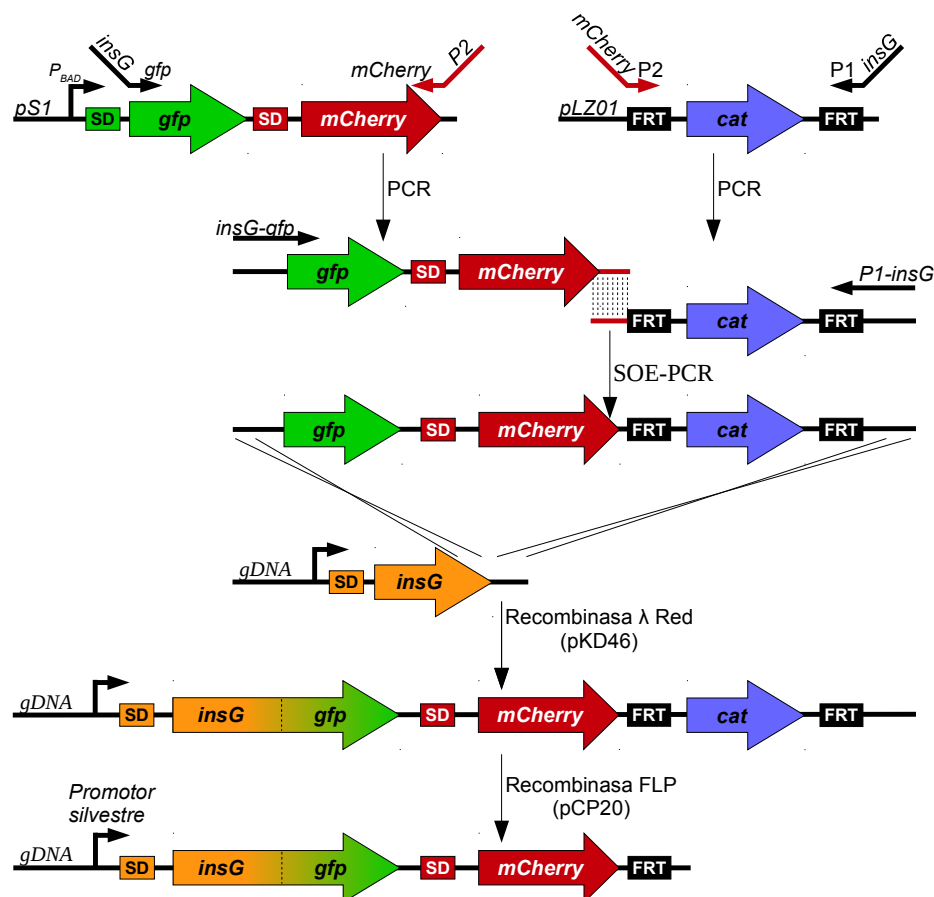 insG
gfp
mCherry
P2
mCherry
P2
P1
insG
PBAD
pS1
SD
gfp
SD
mCherry
pLZ01
FRT
cat
FRT
PCR
PCR
insG-gfp
gfp
SD
mCherry
P1-insG
FRT
cat
FRT
SOE-PCR
gfp
SD
mCherry
FRT
cat
FRT
gDNA
SD
insG
Recombinasa λ Red
(pKD46)
gDNA
SD
insG
gfp
SD
mCherry
FRT
cat
FRT
Recombinasa FLP
(pCP20)
Promotor
silvestre
gDNA
SD
insG
gfp
SD
mCherry
FRT